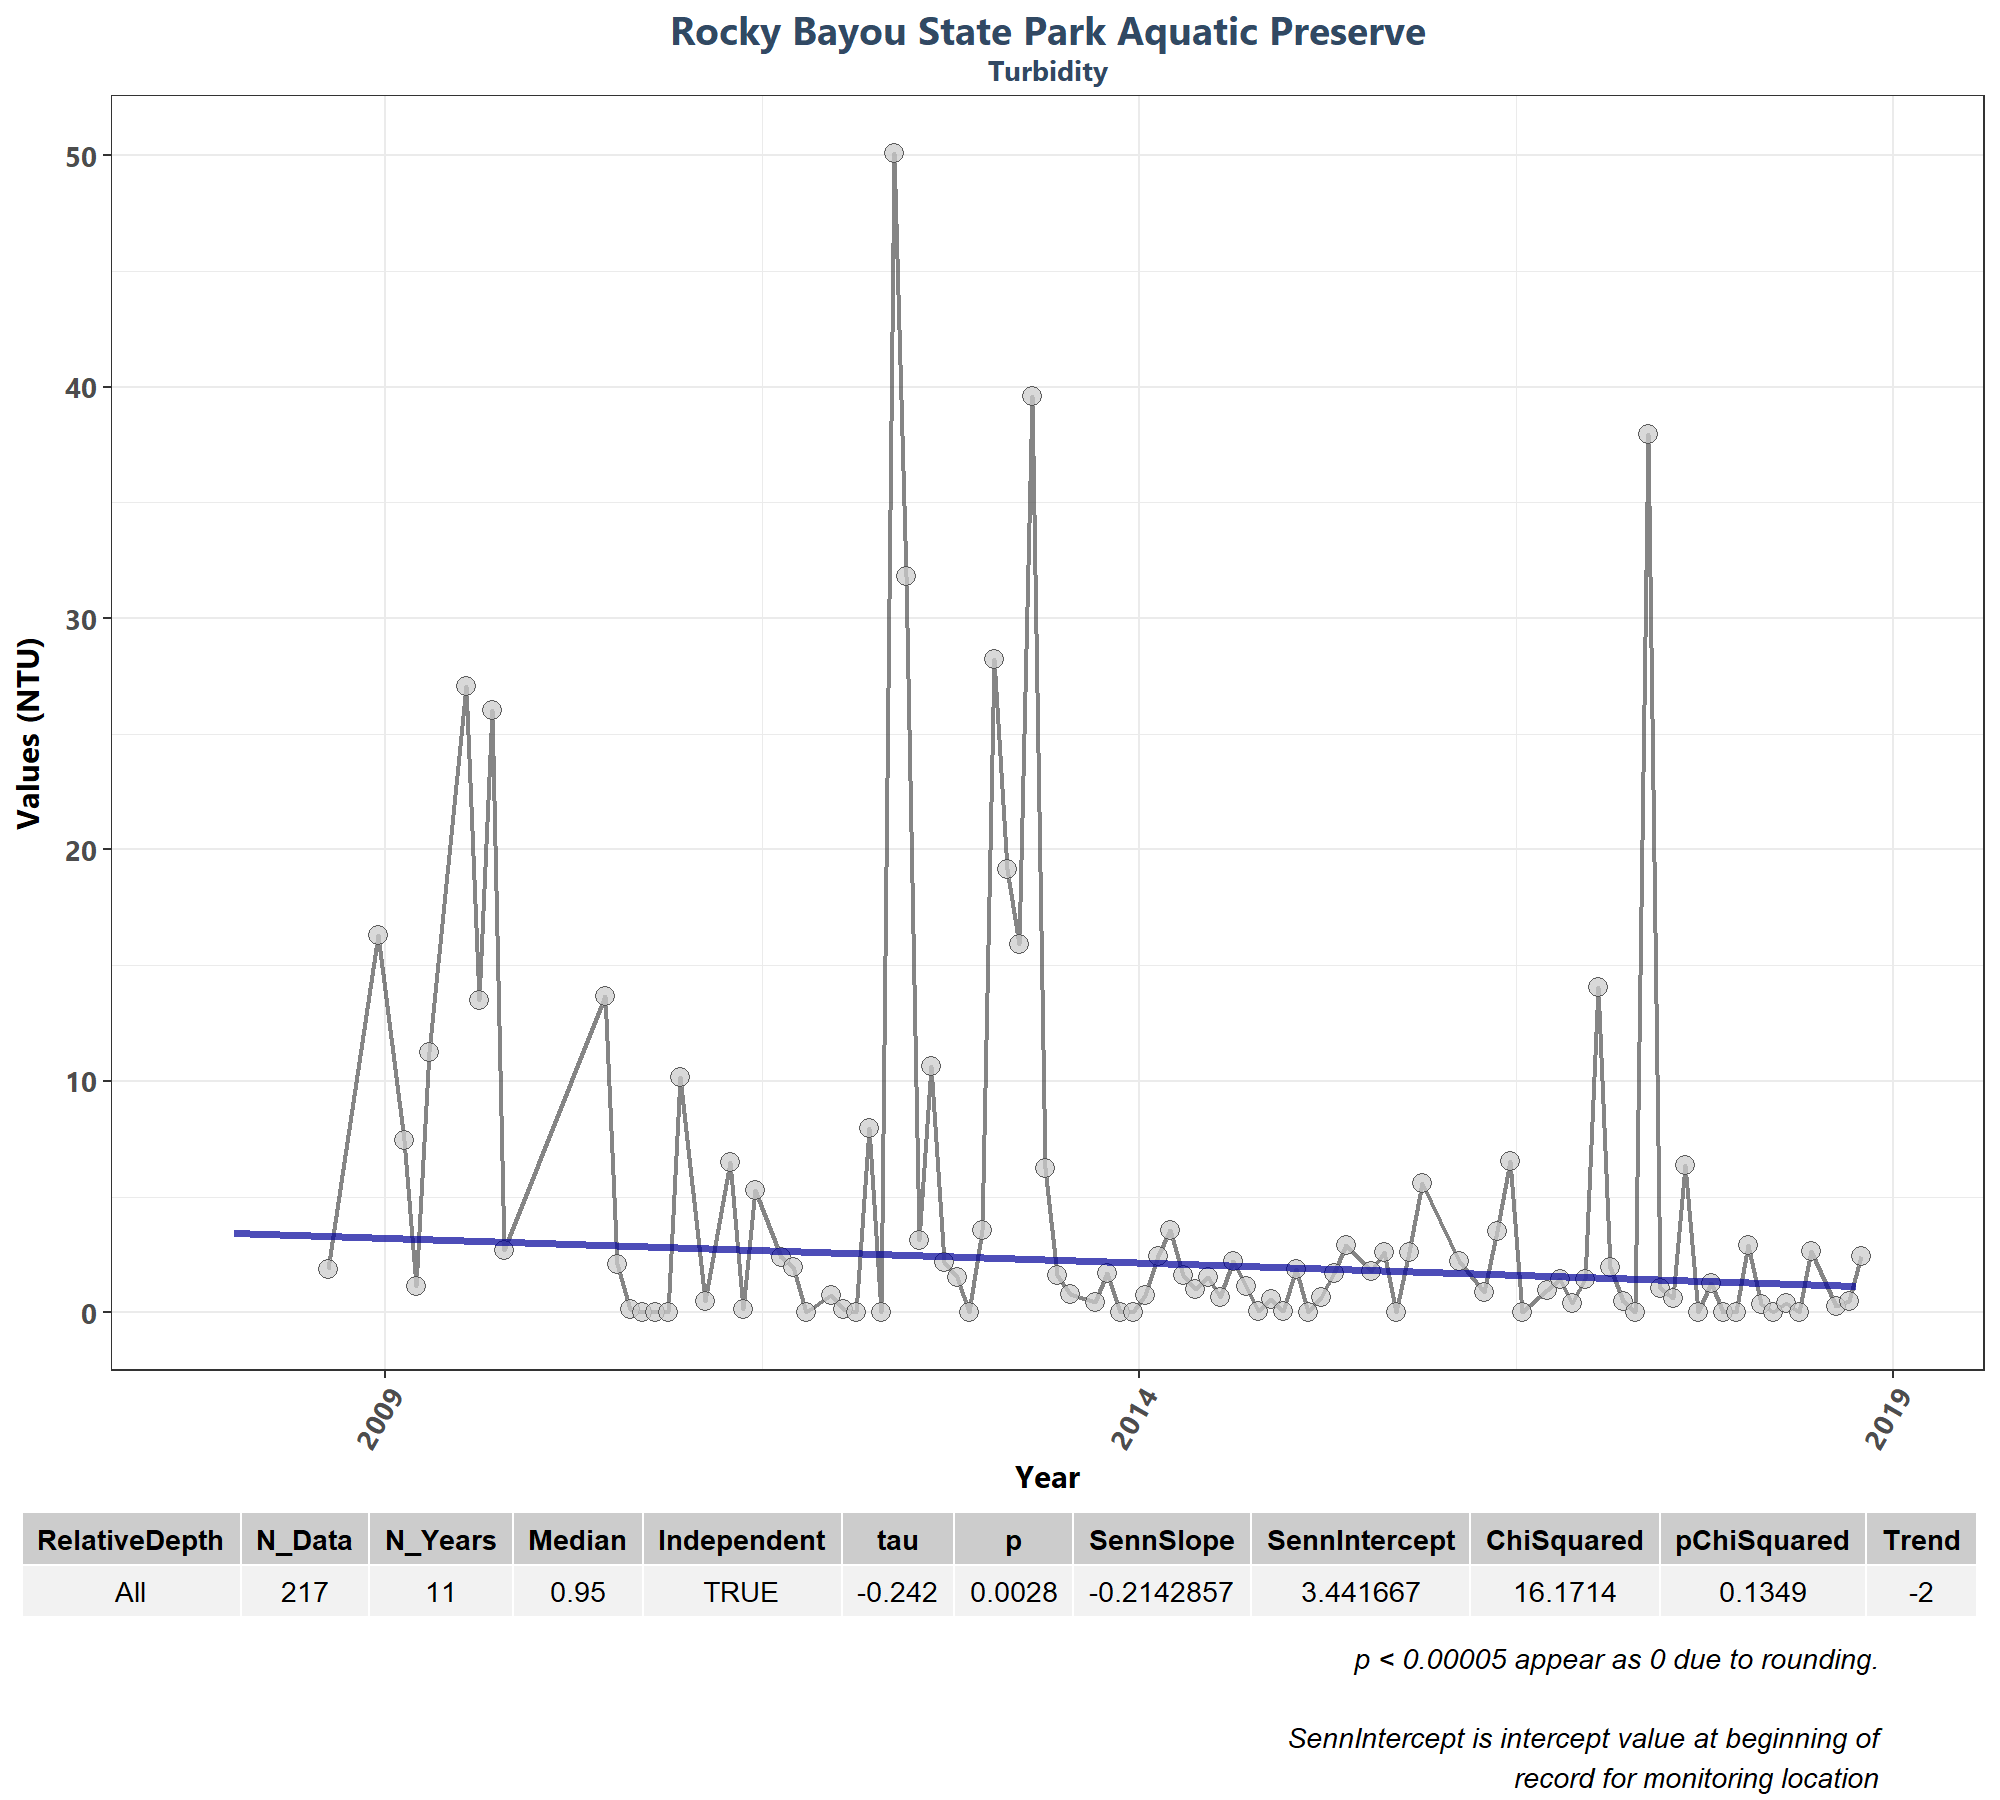 Rocky Bayou State Park Aquatic Preserve
Turbidity
Values (NTU)
50
40
30
20
10
0
2009 2014 2019
Year
RelativeDepth N_Data N_Years Median Independent tau p SennSlope SennIntercept ChiSquared pChiSquared Trend
All 217 11 0.95 TRUE -0.242 0.0028 -0.2142857 3.441667 16.1714 0.1349 -2
p < 0.00005 appear as 0 due to rounding.
SennIntercept is intercept value at beginning of
record for monitoring location